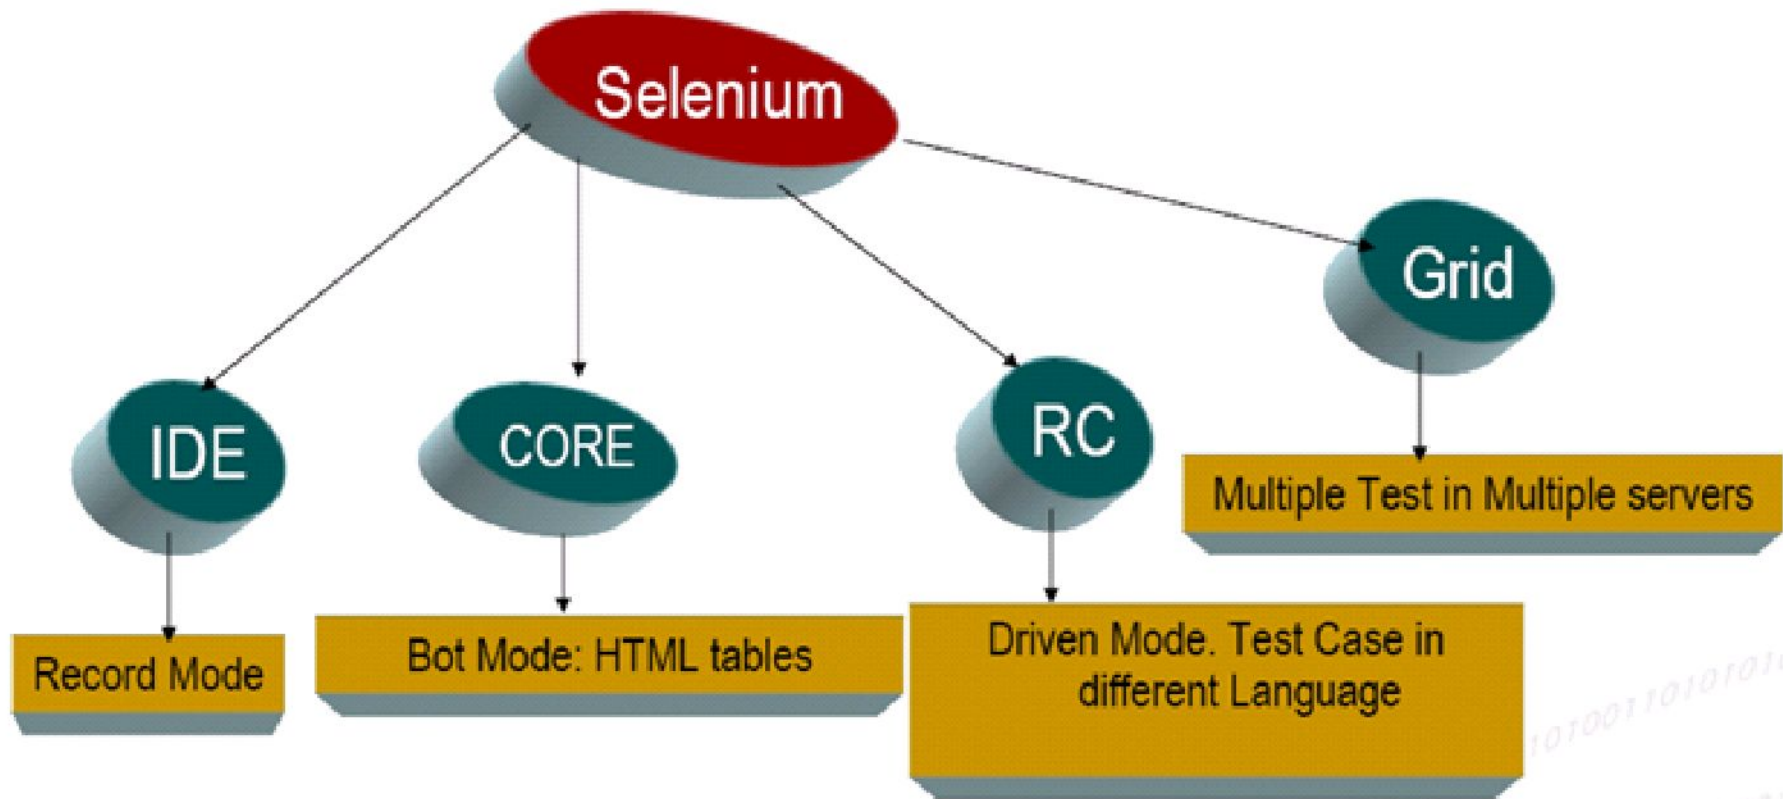 Selenium
Grid
IDE
CORE
RC
Multiple Test in Multiple servers
Record Mode
Bot Mode: HTML tables
Driven Mode. Test Case in
different Language